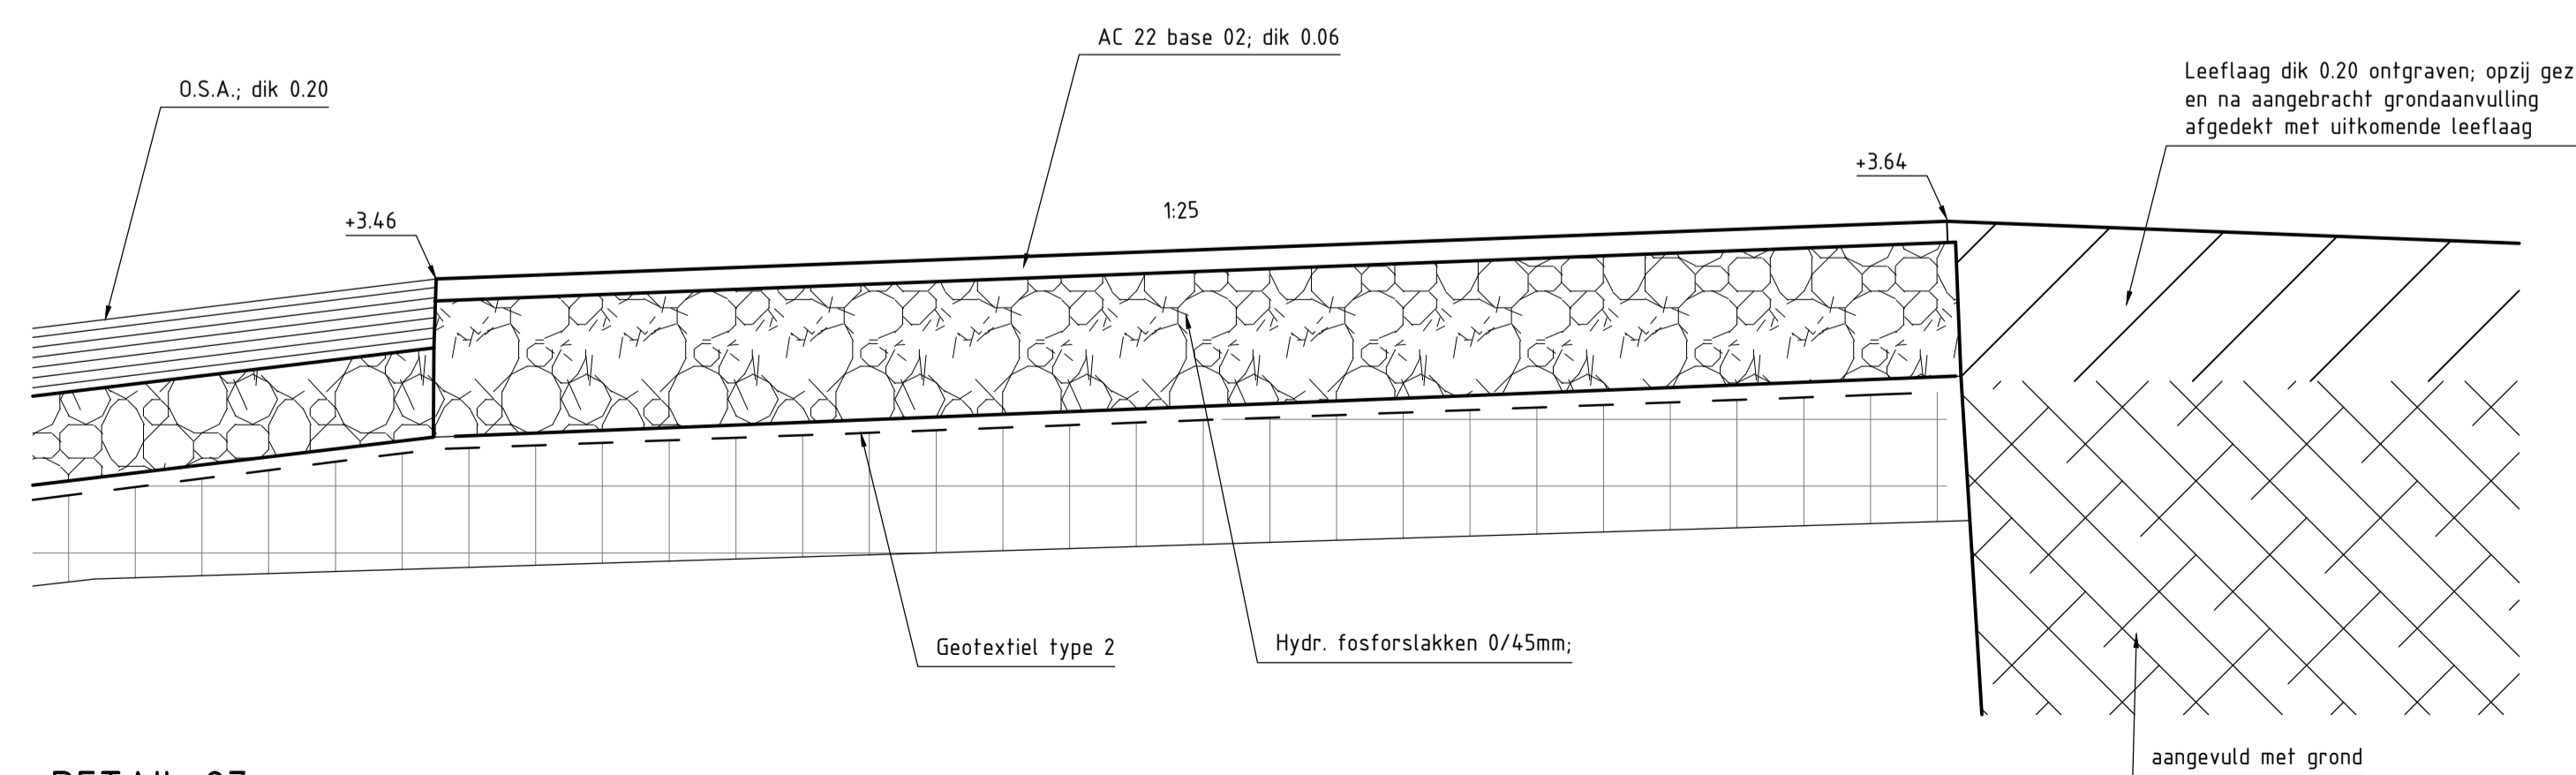 AC 22 base 02; dik 0.06
O.S.A.; dik 0.20
Leeflaag dik 0.20 ontgraven; opzij
en na aangebracht grondaanvulling
afgedekt met uitkomende leeflaag
+3.64
+3.46
1:25
Geotextiel type 2
Hydr. fosforslakken 0/45mm;
aangevuld met grond